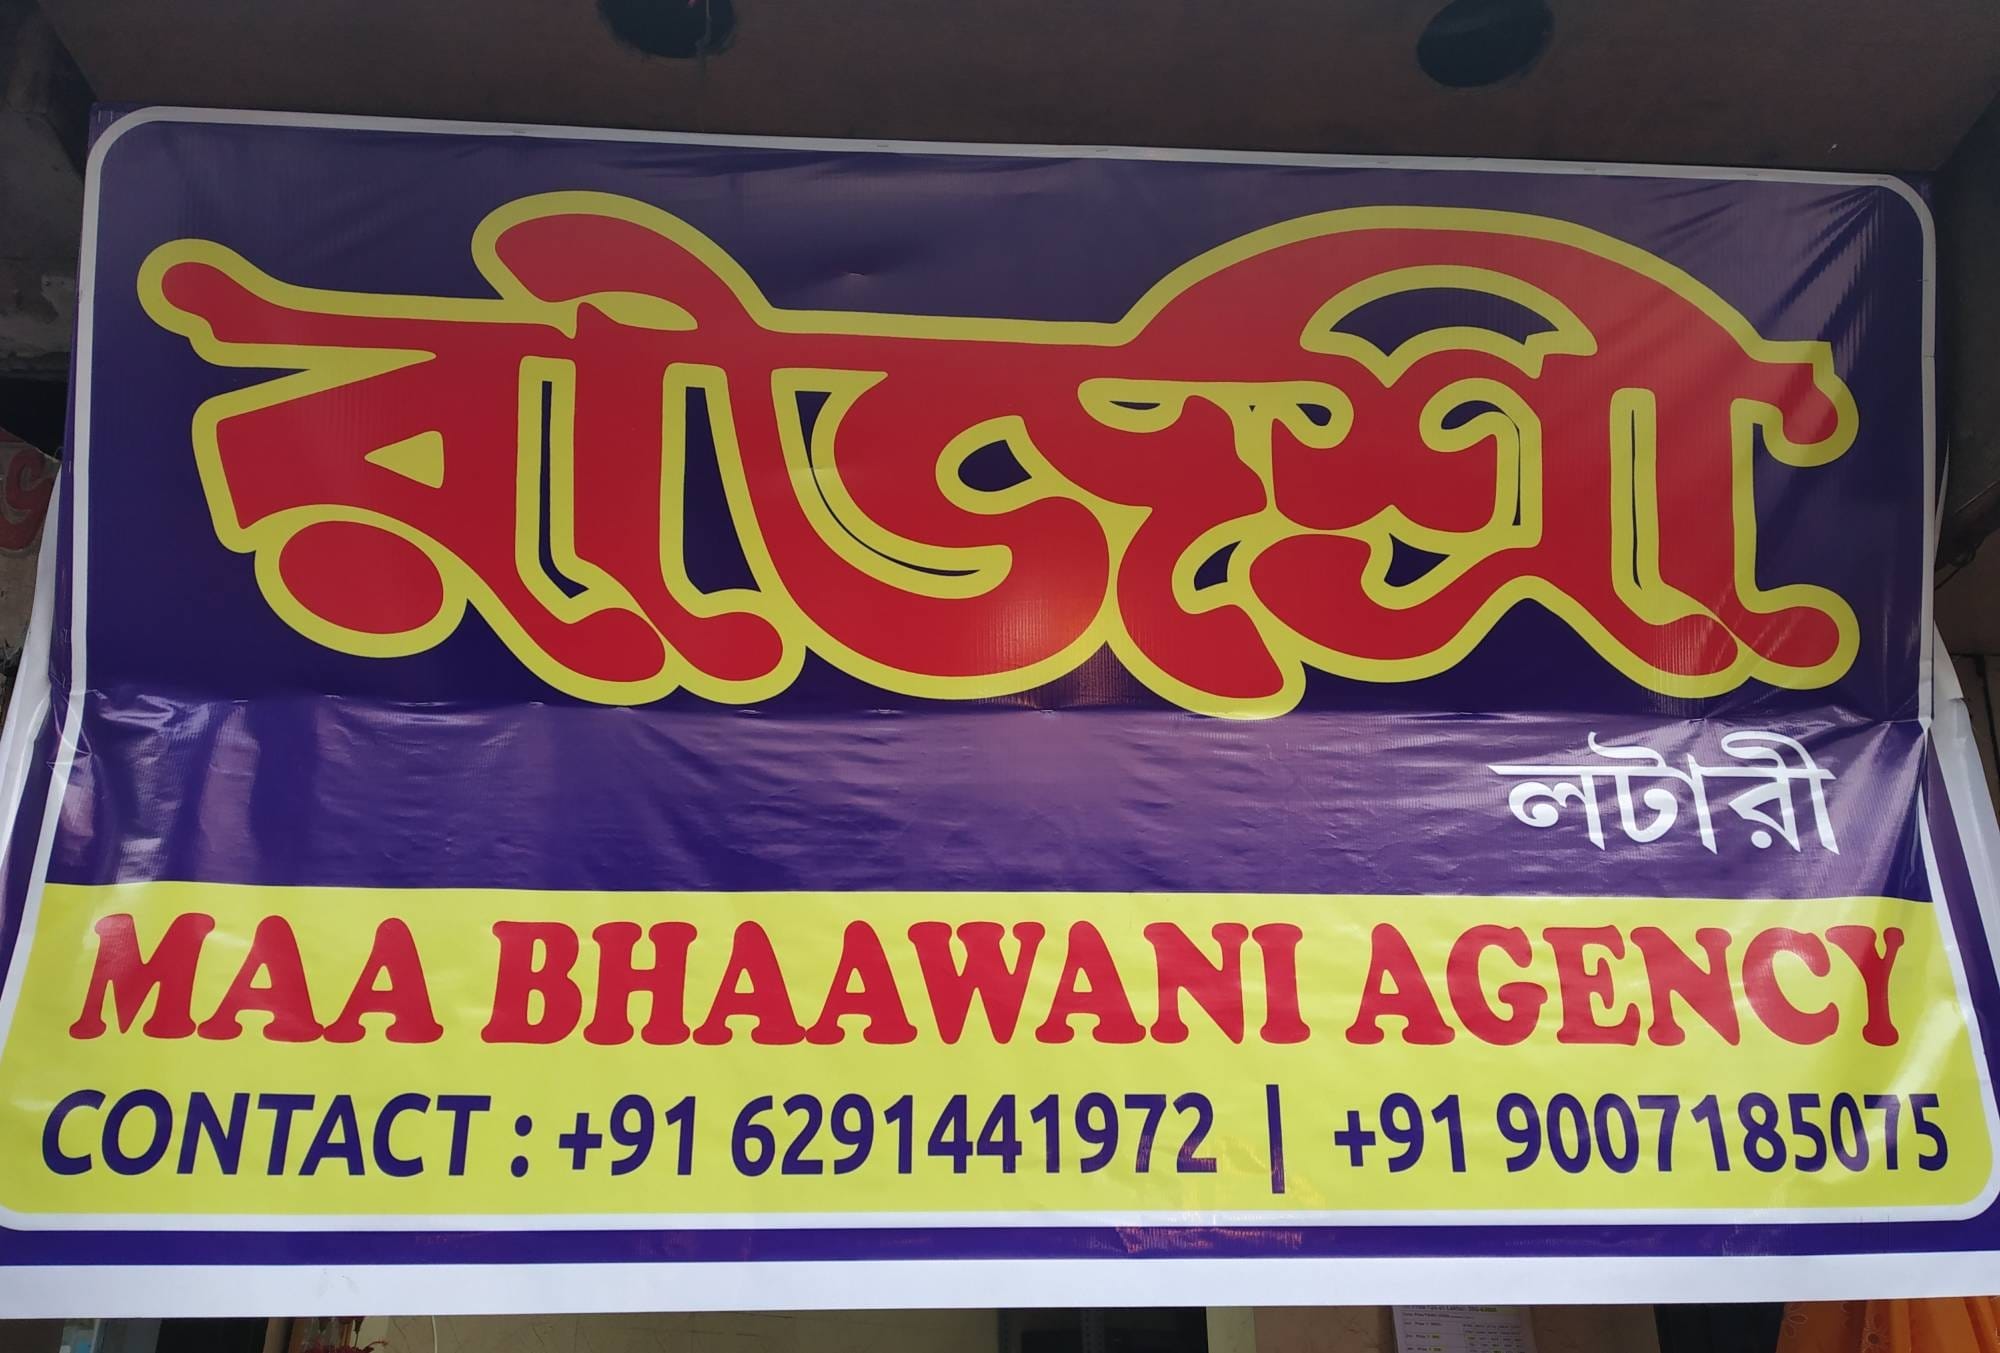 রাজশ্রী
লটারী
MAA BHAAWANI AGENCY
CONTACT : +91 6291441972 | +91 9007185075